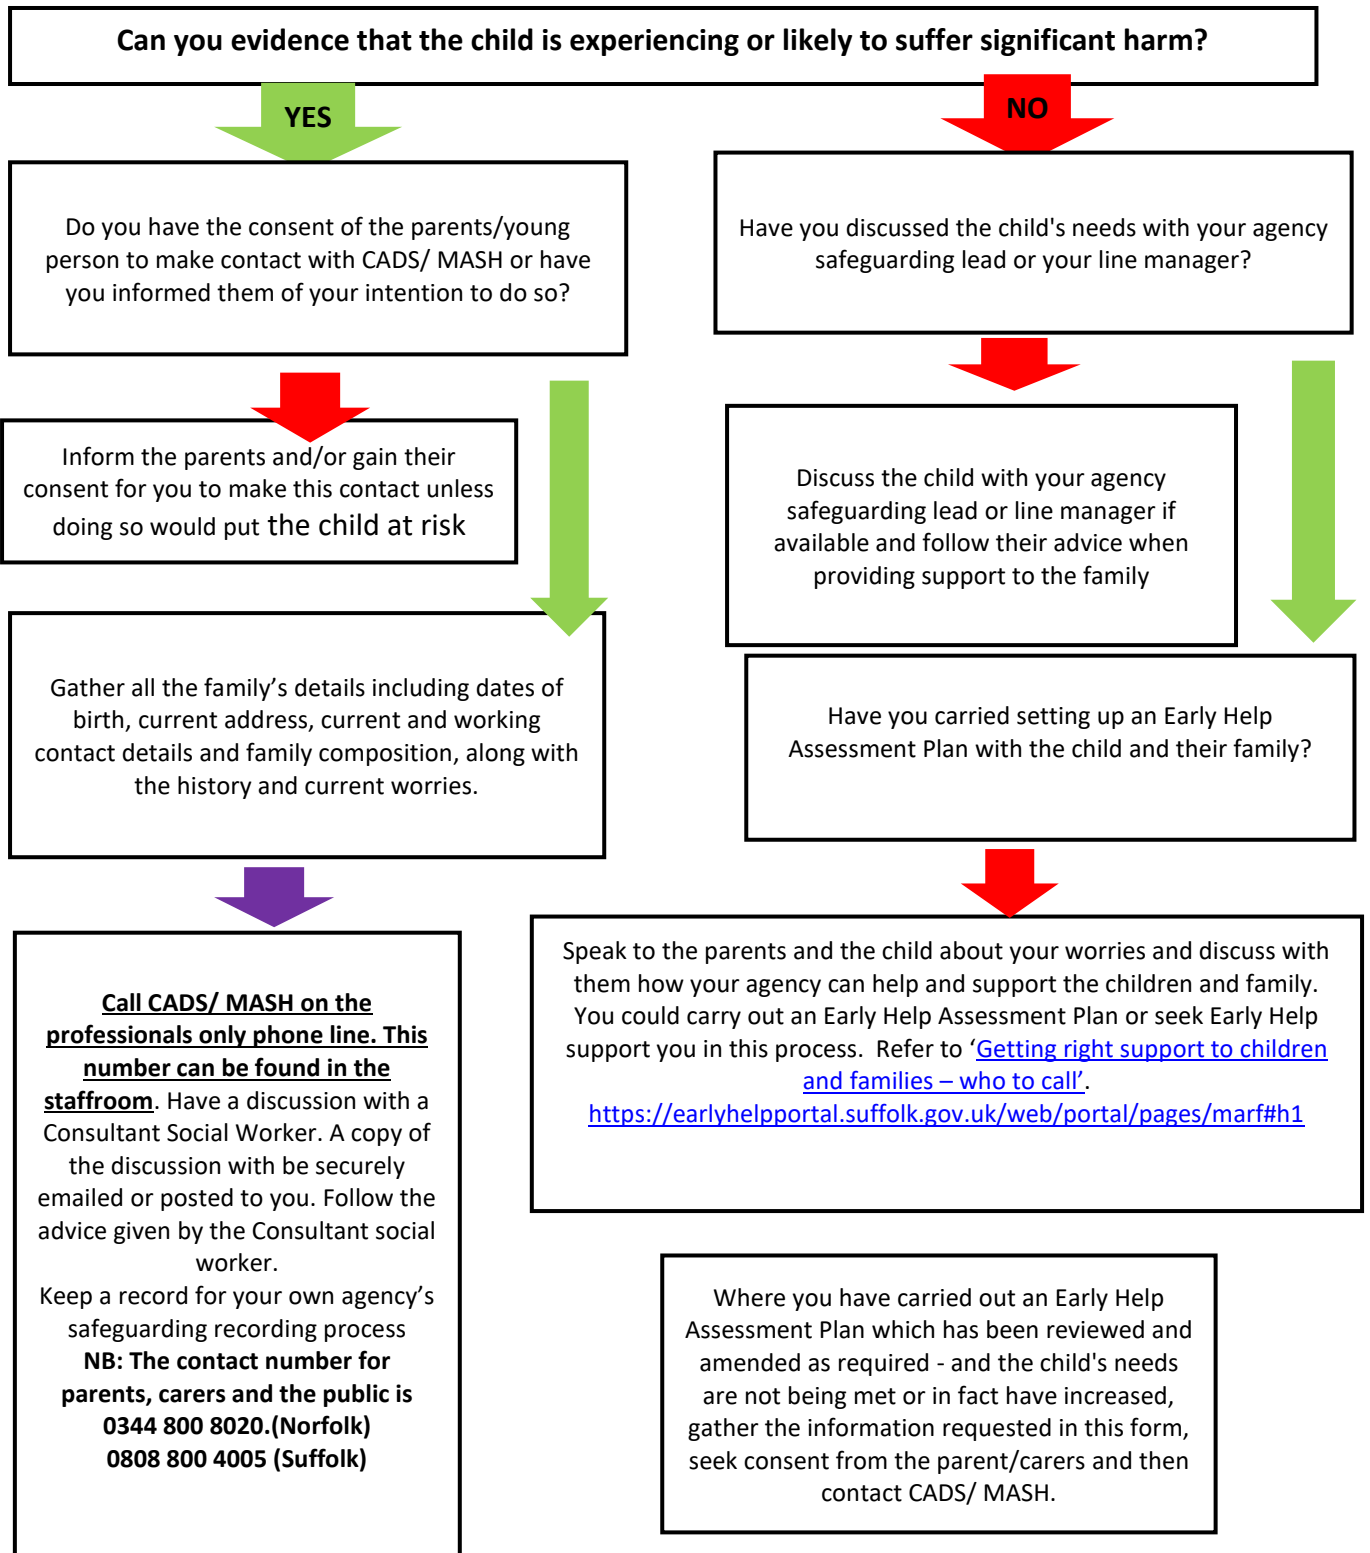 Can you evidence that the child is experiencing or likely to suffer significant harm?
YES
NO
Do you have the consent of the parents/young
person to make contact with CADS/ MASH or have
you informed them of your intention to do so?
Have you discussed the child's needs with your agency
safeguarding lead or your line manager?
Inform the parents and/or gain their
consent for you to make this contact unless
doing so would put the child at risk
Discuss the child with your agency
safeguarding lead or line manager if
available and follow their advice when
providing support to the family
Gather all the family’s details including dates of
birth, current address, current and working
contact details and family composition, along with
the history and current worries.
Have you carried setting up an Early Help
Assessment Plan with the child and their family?
Call CADS/ MASH on the
professionals only phone line. This
number can be found in the
staffroom. Have a discussion with a
Consultant Social Worker. A copy of
the discussion with be securely
emailed or posted to you. Follow the
advice given by the Consultant social
worker.
Keep a record for your own agency’s
safeguarding recording process
NB: The contact number for
parents, carers and the public is
0344 800 8020.(Norfolk)
0808 800 4005 (Suffolk)
Speak to the parents and the child about your worries and discuss with
them how your agency can help and support the children and family.
You could carry out an Early Help Assessment Plan or seek Early Help
support you in this process.  Refer to ‘Getting right support to children
and families – who to call’.
https://earlyhelpportal.suffolk.gov.uk/web/portal/pages/marf#h1
Where you have carried out an Early Help
Assessment Plan which has been reviewed and
amended as required - and the child's needs
are not being met or in fact have increased,
gather the information requested in this form,
seek consent from the parent/carers and then
contact CADS/ MASH.